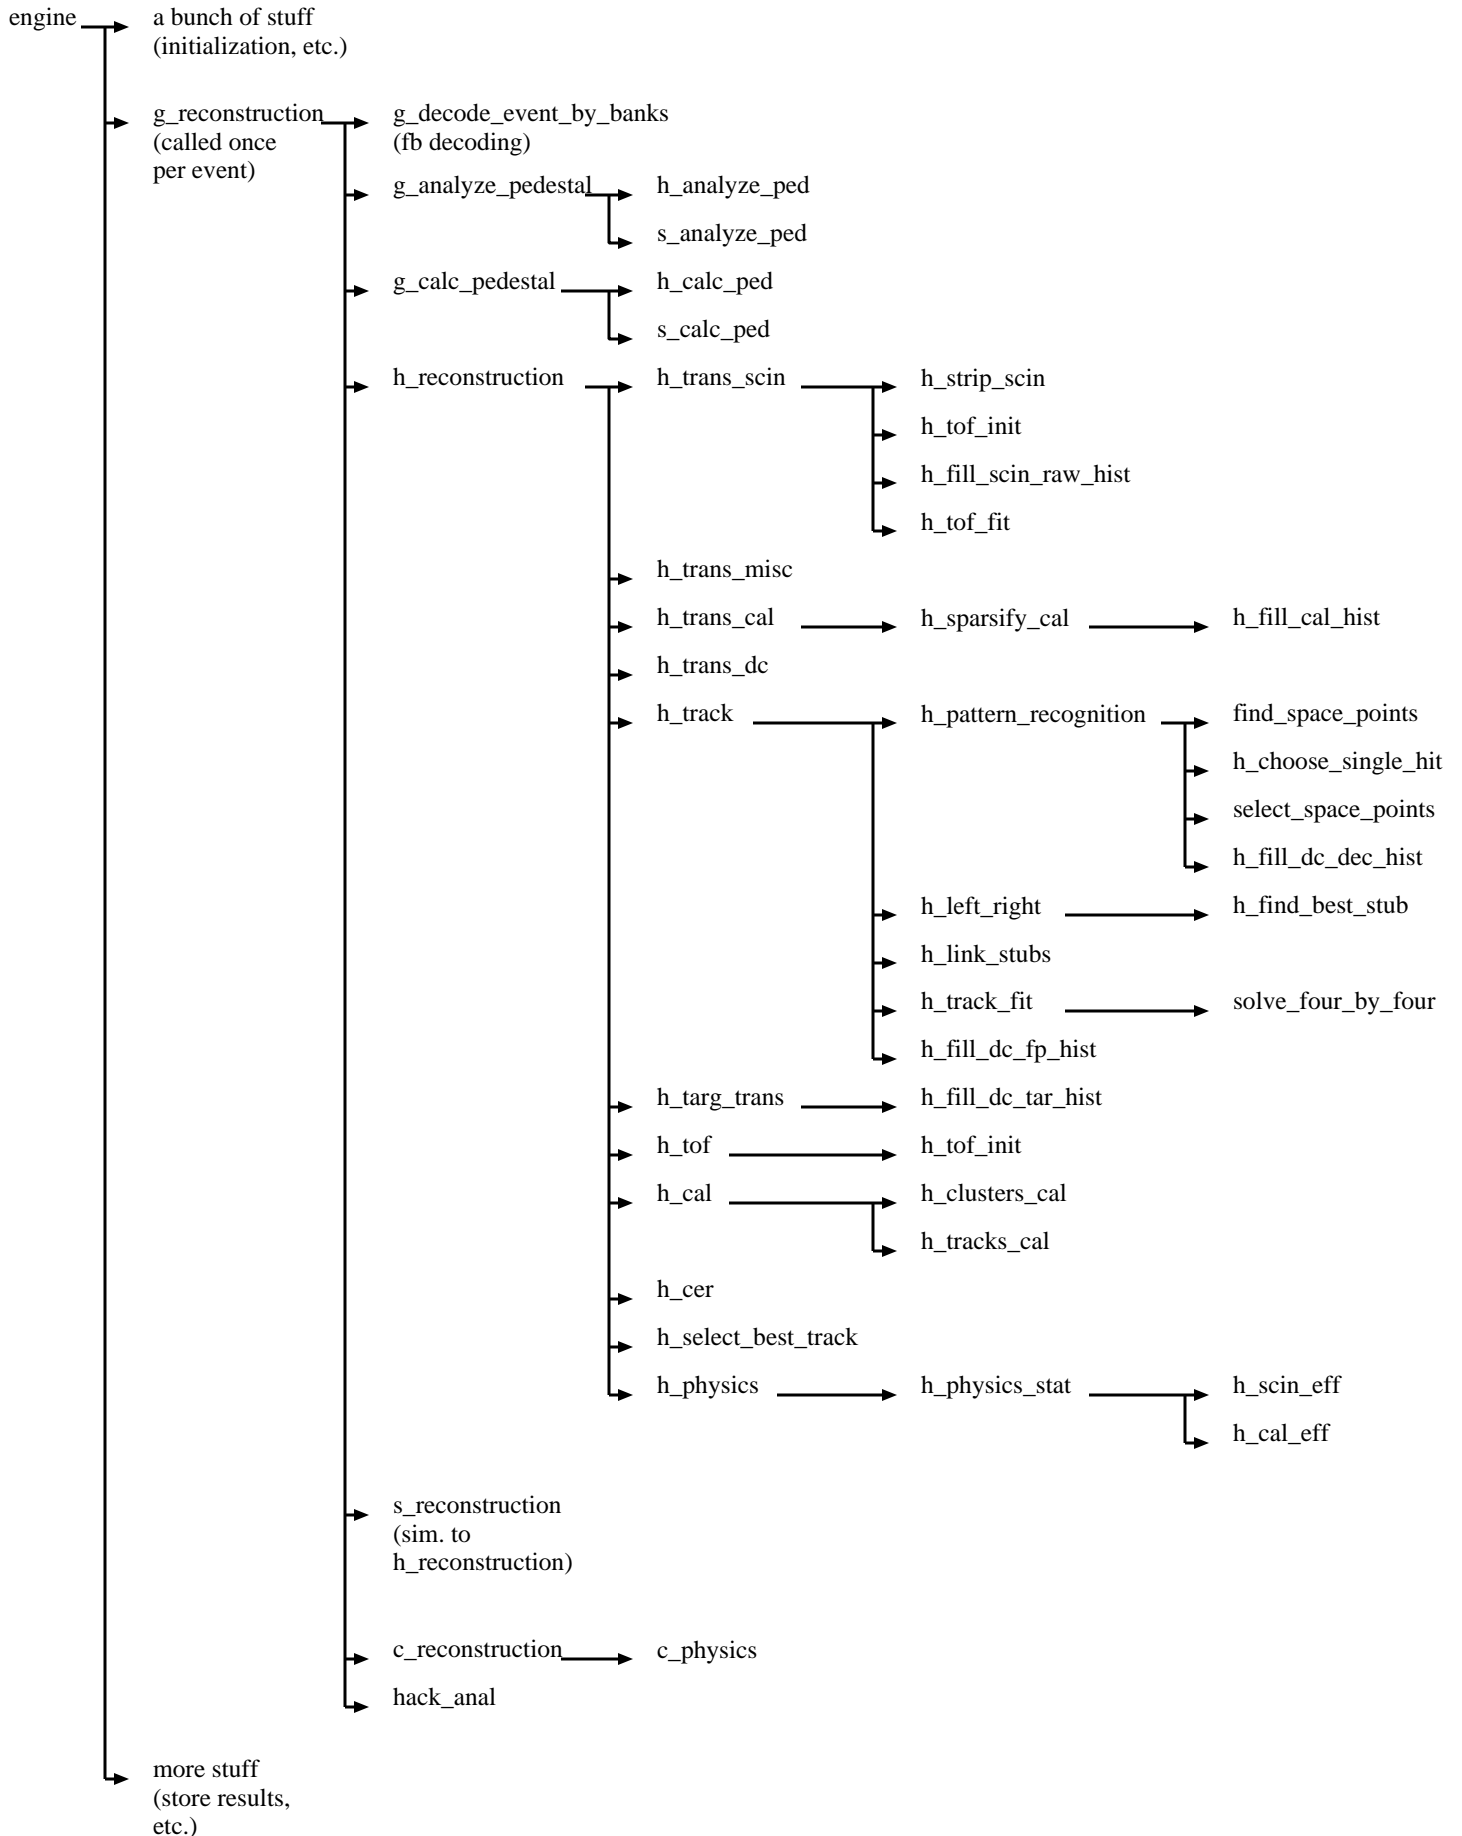 engine
a bunch of stuff
(initialization, etc.)
g_reconstruction
(called once
per event)
g_decode_event_by_banks
(fb decoding)
g_analyze_pedestal
h_analyze_ped
s_analyze_ped
g_calc_pedestal
h_calc_ped
s_calc_ped
h_reconstruction
h_trans_scin
h_strip_scin
h_tof_init
h_fill_scin_raw_hist
h_tof_fit
h_trans_misc
h_trans_cal
h_sparsify_cal
h_fill_cal_hist
h_trans_dc
h_track
h_pattern_recognition
find_space_points
h_choose_single_hit
select_space_points
h_fill_dc_dec_hist
h_left_right
h_find_best_stub
h_link_stubs
h_track_fit
solve_four_by_four
h_fill_dc_fp_hist
h_targ_trans
h_fill_dc_tar_hist
h_tof
h_tof_init
h_cal
h_clusters_cal
h_tracks_cal
h_cer
h_select_best_track
h_physics
h_physics_stat
h_scin_eff
h_cal_eff
s_reconstruction
(sim. to
h_reconstruction)
c_reconstruction
c_physics
hack_anal
more stuff
(store results,
etc.)